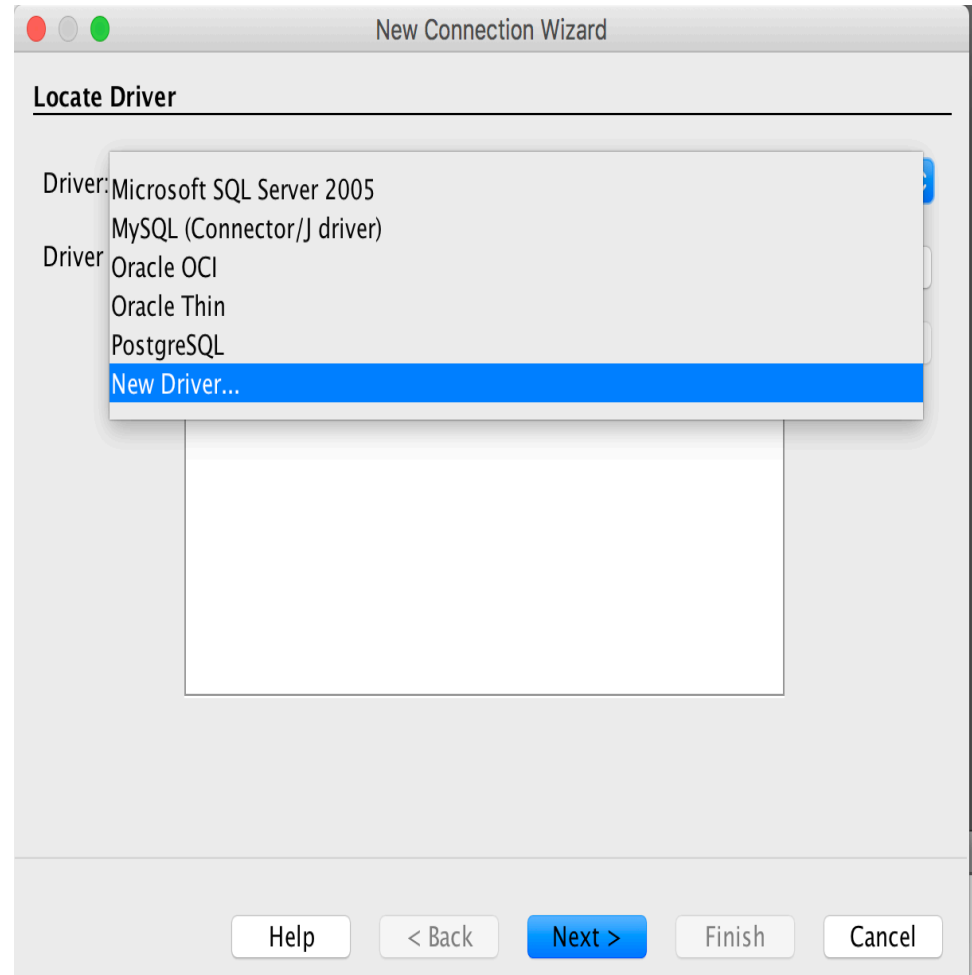 New Connection Wizard
Locate Driver
Driver:
Microsoft SQL Server 2005
MySQL (Connector/J driver)
Driver
Oracle OCI
Oracle Thin
PostgreSQL
New Driver...
Help
< Back
Next >
Finish
Cancel